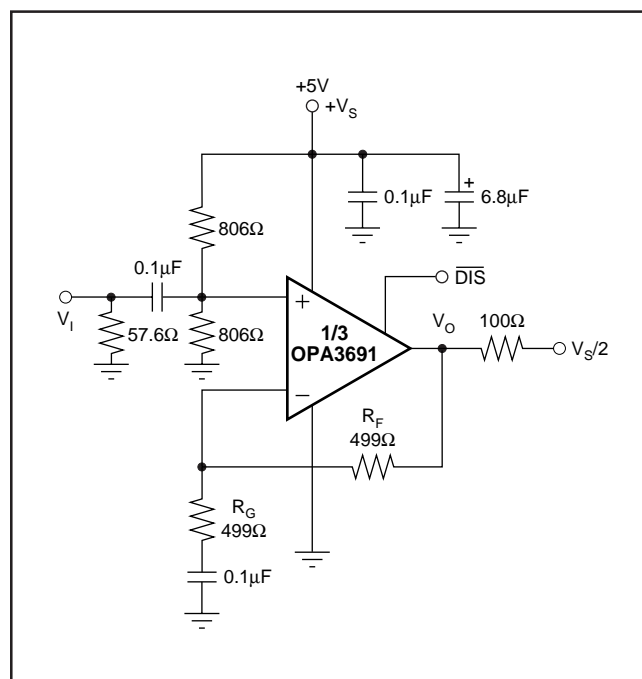 +5V
+V_S
0.1μF
+
6.8μF
806Ω
0.1μF
V_I
57.6Ω
806Ω
+
1/3
OPA3691
−
D̅I̅S̅
V_O
100Ω
V_S/2
R_F
499Ω
R_G
499Ω
0.1μF